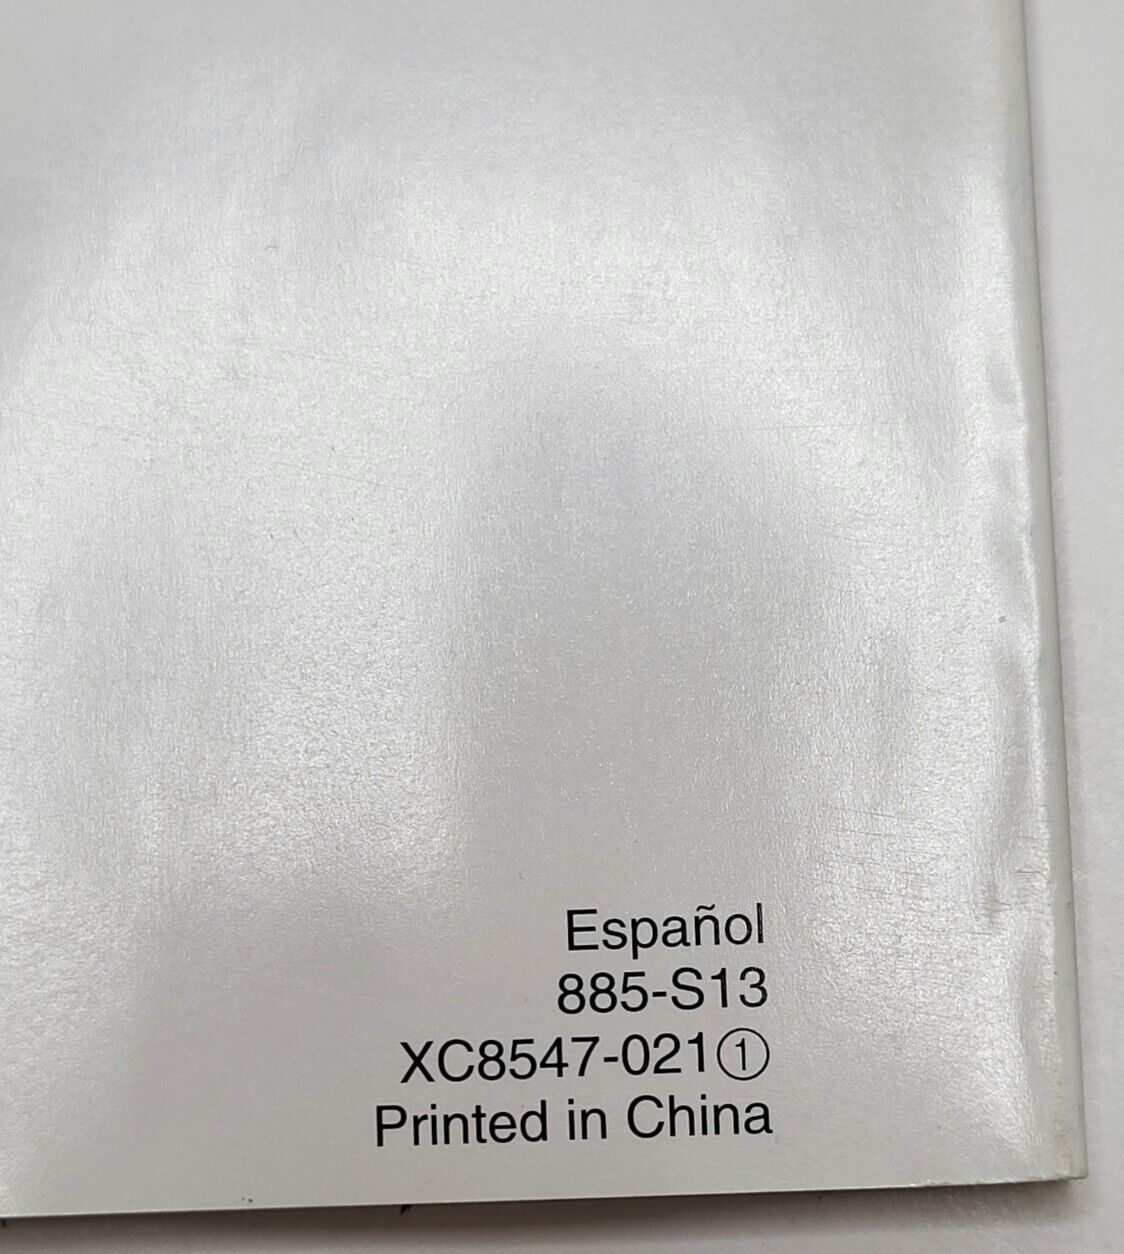 Español
885-S13
XC8547-021①
Printed in China